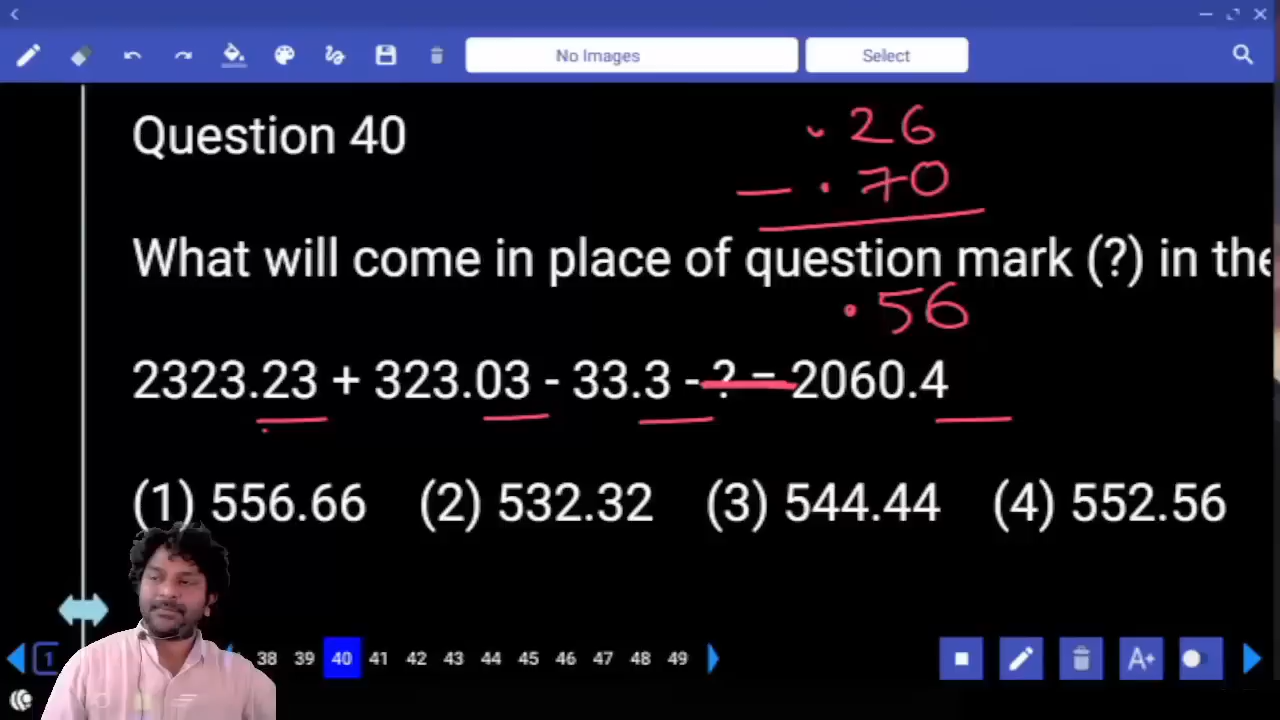 No Images Select
Question 40
.26
- .70
What will come in place of question mark (?) in the
.56
2323.23 + 323.03 - 33.3 - ? = 2060.4
(1) 556.66 (2) 532.32 (3) 544.44 (4) 552.56
1 38 39 40 41 42 43 44 45 46 47 48 49 A+